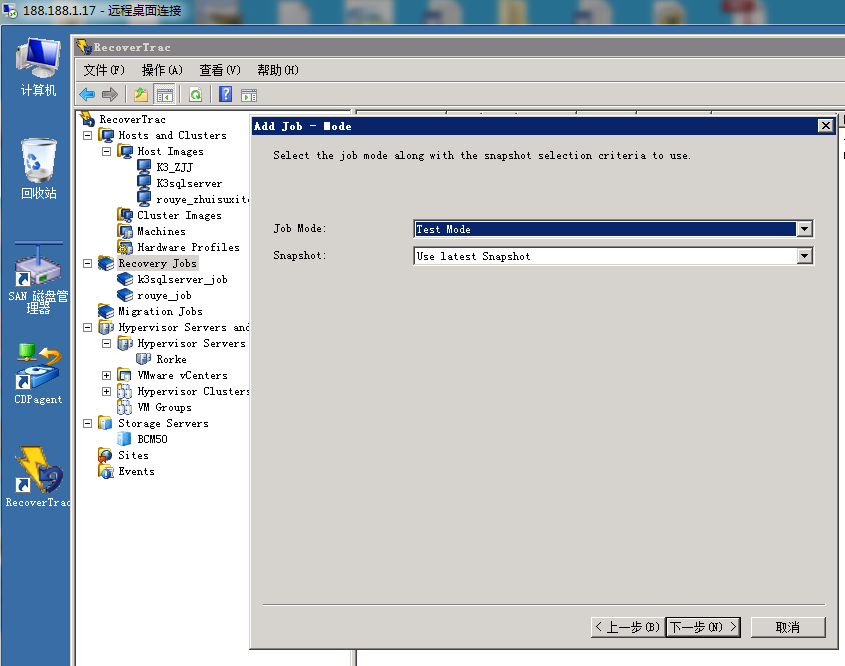 188.188.1.17 - 远程桌面连接
计算机
回收站
SAN 磁盘管
理器
CDPagent
RecoverTrac
RecoverTrac
文件(F) 操作(A) 查看(V) 帮助(H)
RecoverTrac
Hosts and Clusters
Host Images
K3_ZJJ
K3sqlserver
rouye_zhuisuxit
Cluster Images
Machines
Hardware Profiles
Recovery Jobs
k3sqlserver_job
rouye_job
Migration Jobs
Hypervisor Servers and
Hypervisor Servers
Rorke
VMware vCenters
Hypervisor Clusters
VM Groups
Storage Servers
BCM50
Sites
Events
Add Job - Mode
Select the job mode along with the snapshot selection criteria to use.
Job Mode: Test Mode
Snapshot: Use latest Snapshot
< 上一步(B) 下一步(N) > 取消